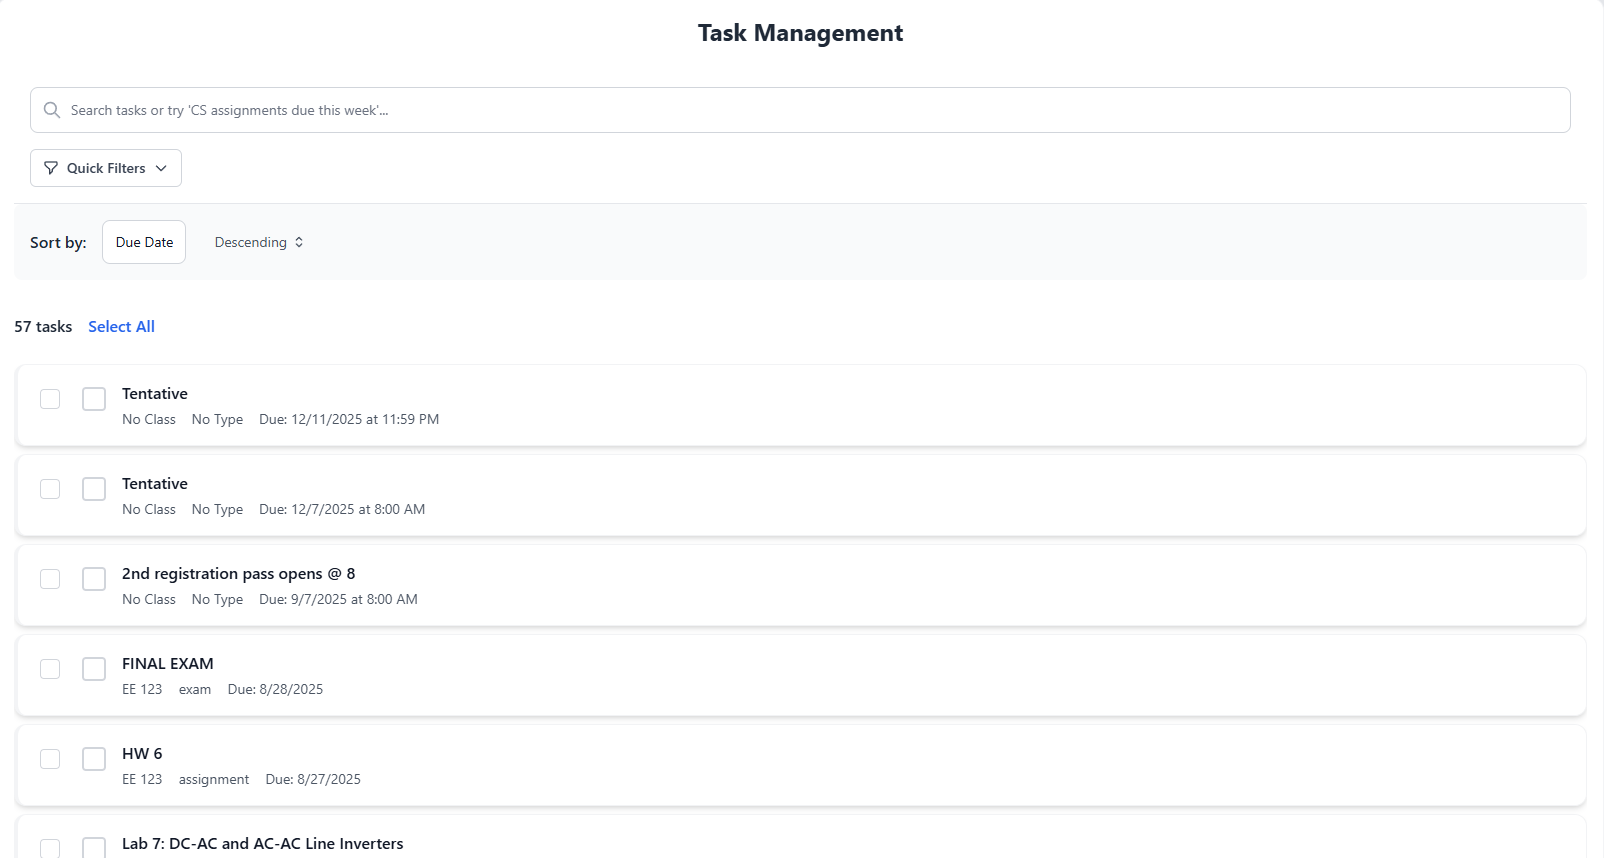 Task Management
Search tasks or try 'CS assignments due this week'...
Quick Filters
Sort by: Due Date Descending
57 tasks Select All
Tentative
No Class No Type Due: 12/11/2025 at 11:59 PM
Tentative
No Class No Type Due: 12/7/2025 at 8:00 AM
2nd registration pass opens @ 8
No Class No Type Due: 9/7/2025 at 8:00 AM
FINAL EXAM
EE 123 exam Due: 8/28/2025
HW 6
EE 123 assignment Due: 8/27/2025
Lab 7: DC-AC and AC-AC Line Inverters